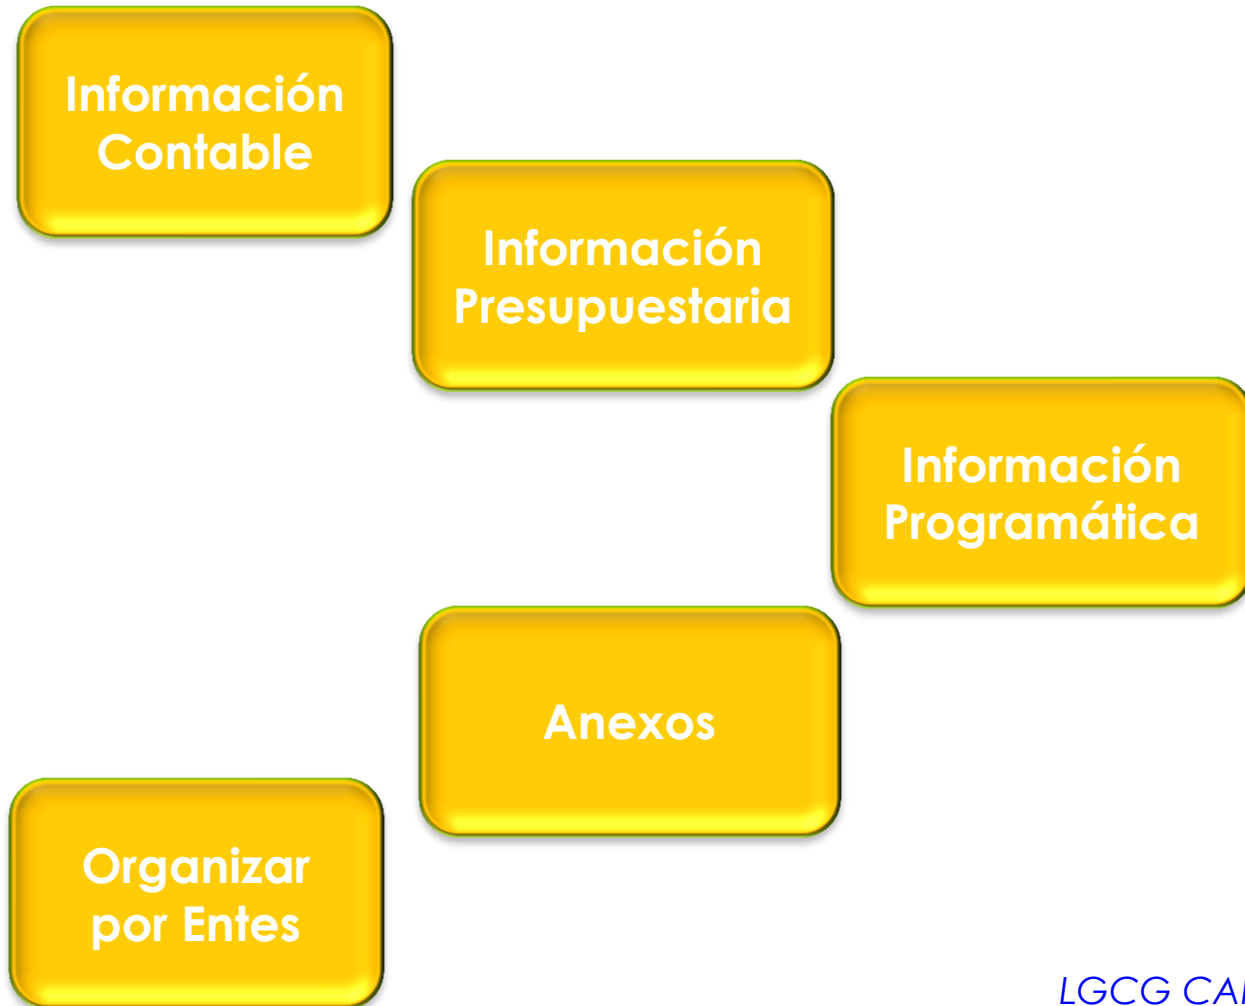 Información
Contable
Información
Presupuestaria
Información
Programática
Anexos
Organizar
por Entes
LGCG